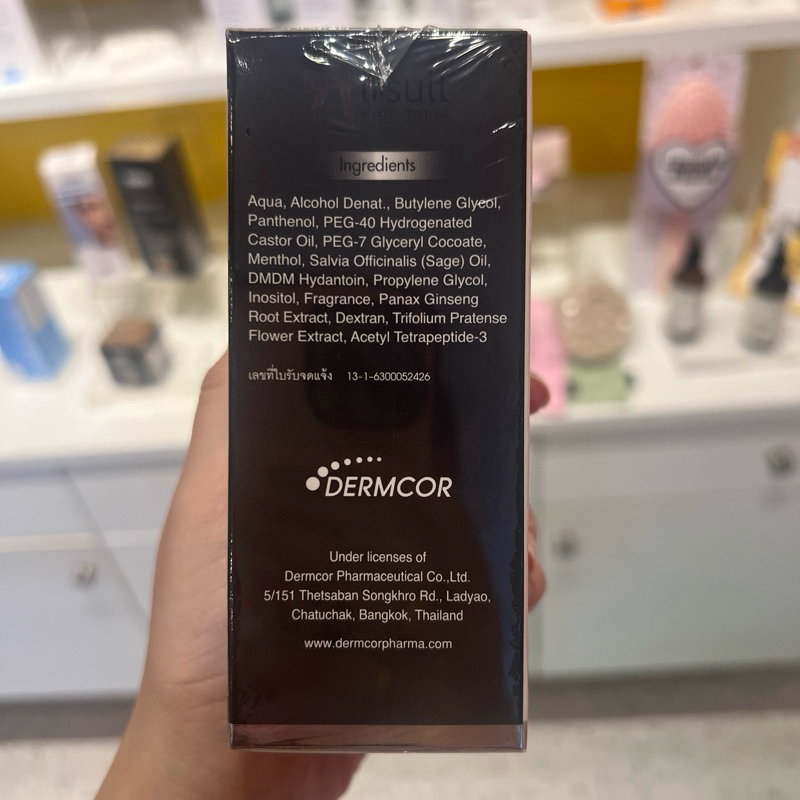 Hair Tonic
Ingredients
Aqua, Alcohol Denat., Butylene Glycol,
Panthenol, PEG-40 Hydrogenated
Castor Oil, PEG-7 Glyceryl Cocoate,
Menthol, Salvia Officinalis (Sage) Oil,
DMDM Hydantoin, Propylene Glycol,
Inositol, Fragrance, Panax Ginseng
Root Extract, Dextran, Trifolium Pratense
Flower Extract, Acetyl Tetrapeptide-3
เลขที่ใบรับจดแจ้ง 13-1-6300052426
DERMCOR
Under licenses of
Dermcor Pharmaceutical Co.,Ltd.
5/151 Thetsaban Songkhro Rd., Ladyao,
Chatuchak, Bangkok, Thailand
www.dermcorpharma.com